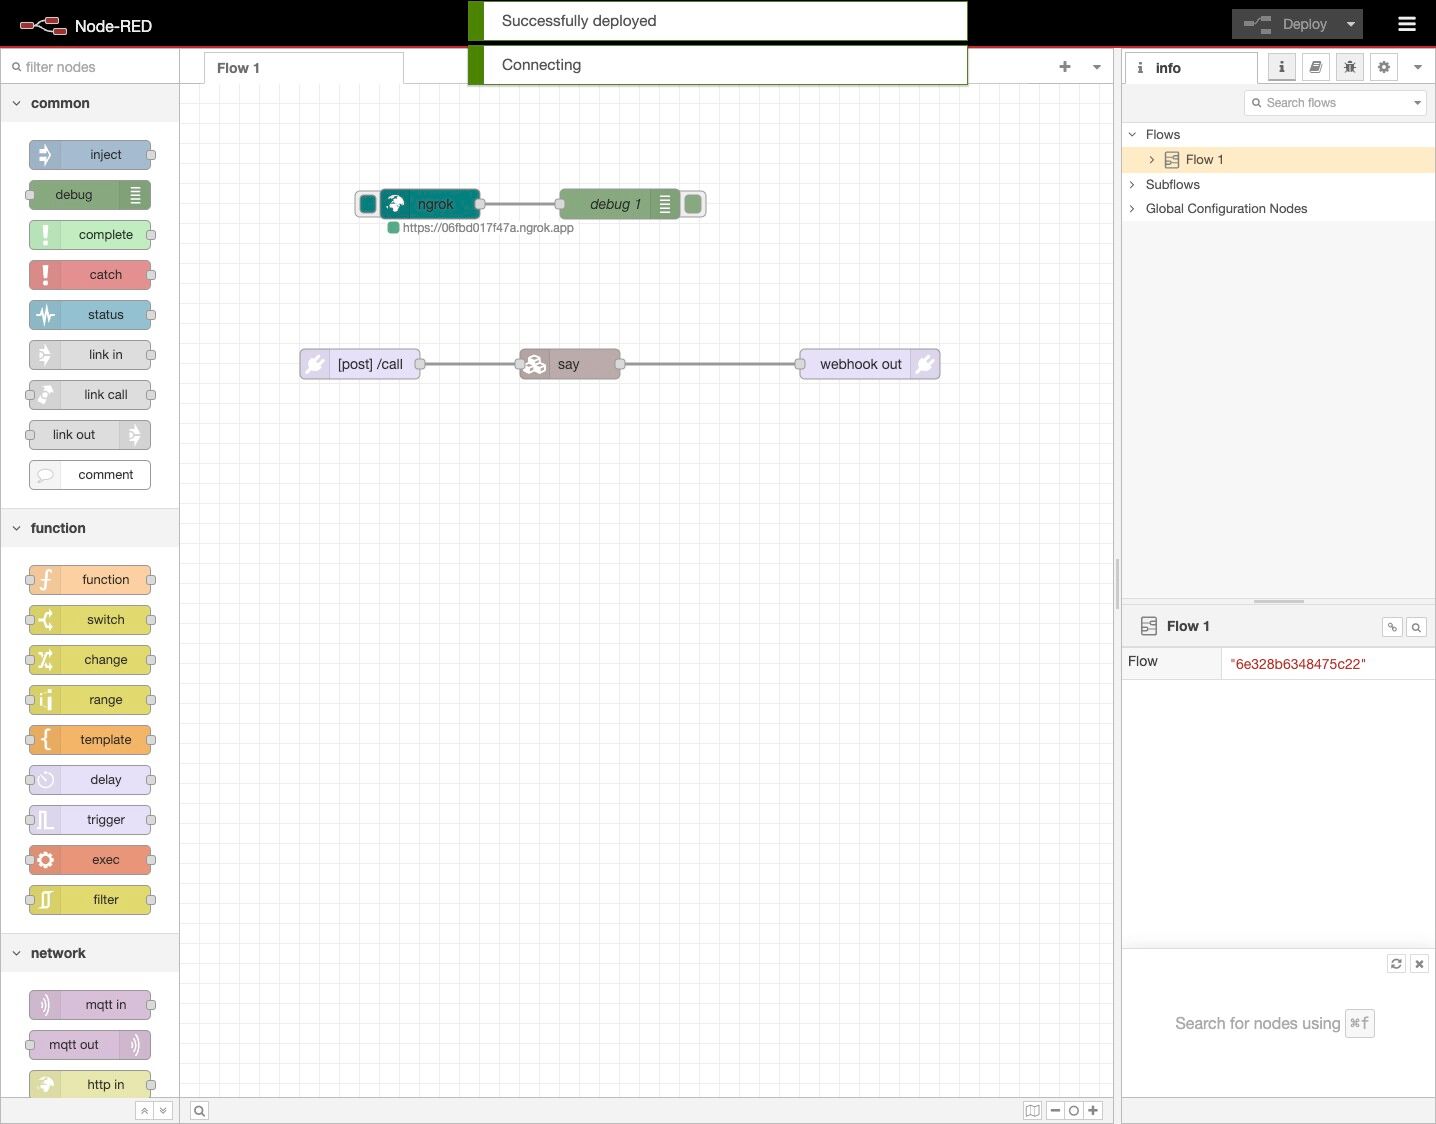 Node-RED
Successfully deployed
Connecting
Deploy
filter nodes
Flow 1
info
common
inject
debug
complete
catch
status
link in
link call
link out
comment
function
function
switch
change
range
template
delay
trigger
exec
filter
network
mqtt in
mqtt out
http in
ngrok
debug 1
https://06fbd017f47a.ngrok.app
[post] /call
say
webhook out
Search flows
Flows
Flow 1
Subflows
Global Configuration Nodes
Flow 1
Flow
"6e328b6348475c22"
Search for nodes using ⌘f